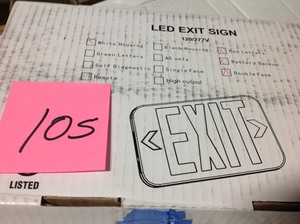 LED EXIT SIGN
120/277V
White Housing Black Housing Red Letters
Green Letters AC only Battery Backup
Self Diagnostic Single Face Double Face
Remote High output
105
EXIT
LISTED